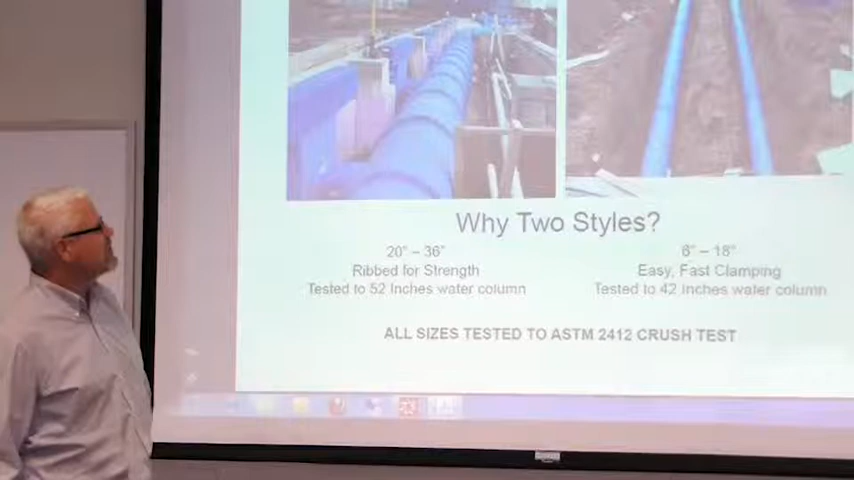 Why Two Styles?
20" – 36"
Ribbed for Strength
Tested to 52 Inches water column
6" – 18"
Easy, Fast Clamping
Tested to 42 Inches water column
ALL SIZES TESTED TO ASTM 2412 CRUSH TEST